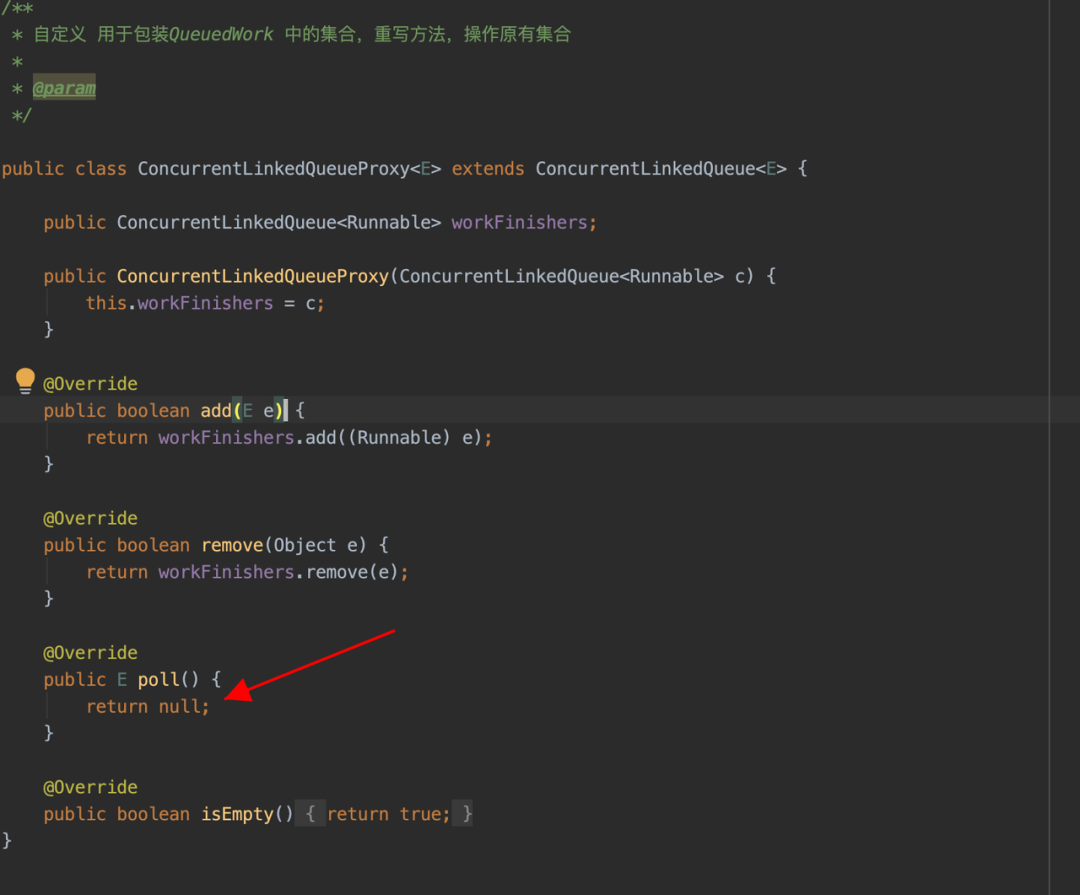 /**
 * 自定义 用于包装QueuedWork 中的集合，重写方法，操作原有集合
 *
 * @param
 */
public class ConcurrentLinkedQueueProxy<E> extends ConcurrentLinkedQueue<E> {
    public ConcurrentLinkedQueue<Runnable> workFinishers;
    public ConcurrentLinkedQueueProxy(ConcurrentLinkedQueue<Runnable> c) {
        this.workFinishers = c;
    }
    @Override
    public boolean add(E e) {
        return workFinishers.add((Runnable) e);
    }
    @Override
    public boolean remove(Object e) {
        return workFinishers.remove(e);
    }
    @Override
    public E poll() {
        return null;
    }
    @Override
    public boolean isEmpty() { return true; }
}